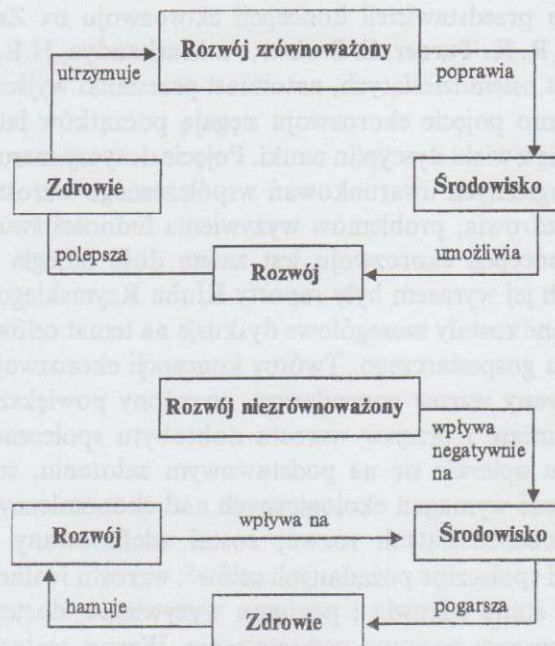 Rozwój zrównoważony
utrzymuje
poprawia
Zdrowie
Środowisko
polepsza
umożliwia
Rozwój
Rozwój niezrównoważony
wpływa
negatywnie
na
wpływa na
Rozwój
Środowisko
hamuje
pogarsza
Zdrowie